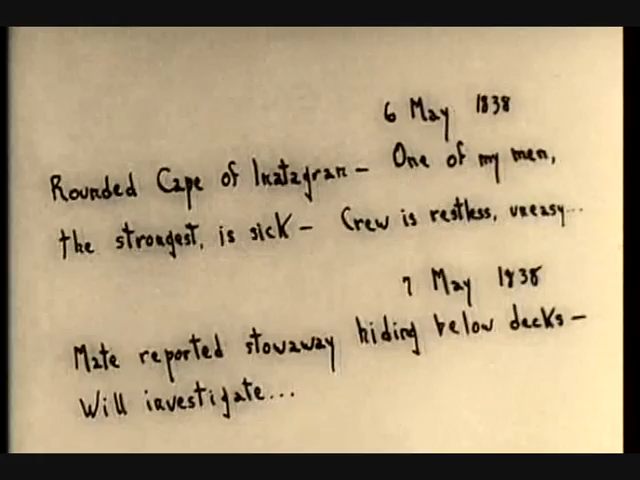 6 May 1838
Rounded Cape of Inatagran – One of my men,
the strongest, is sick – Crew is restless, uneasy...
7 May 1838
Mate reported stowaway hiding below decks –
Will investigate...